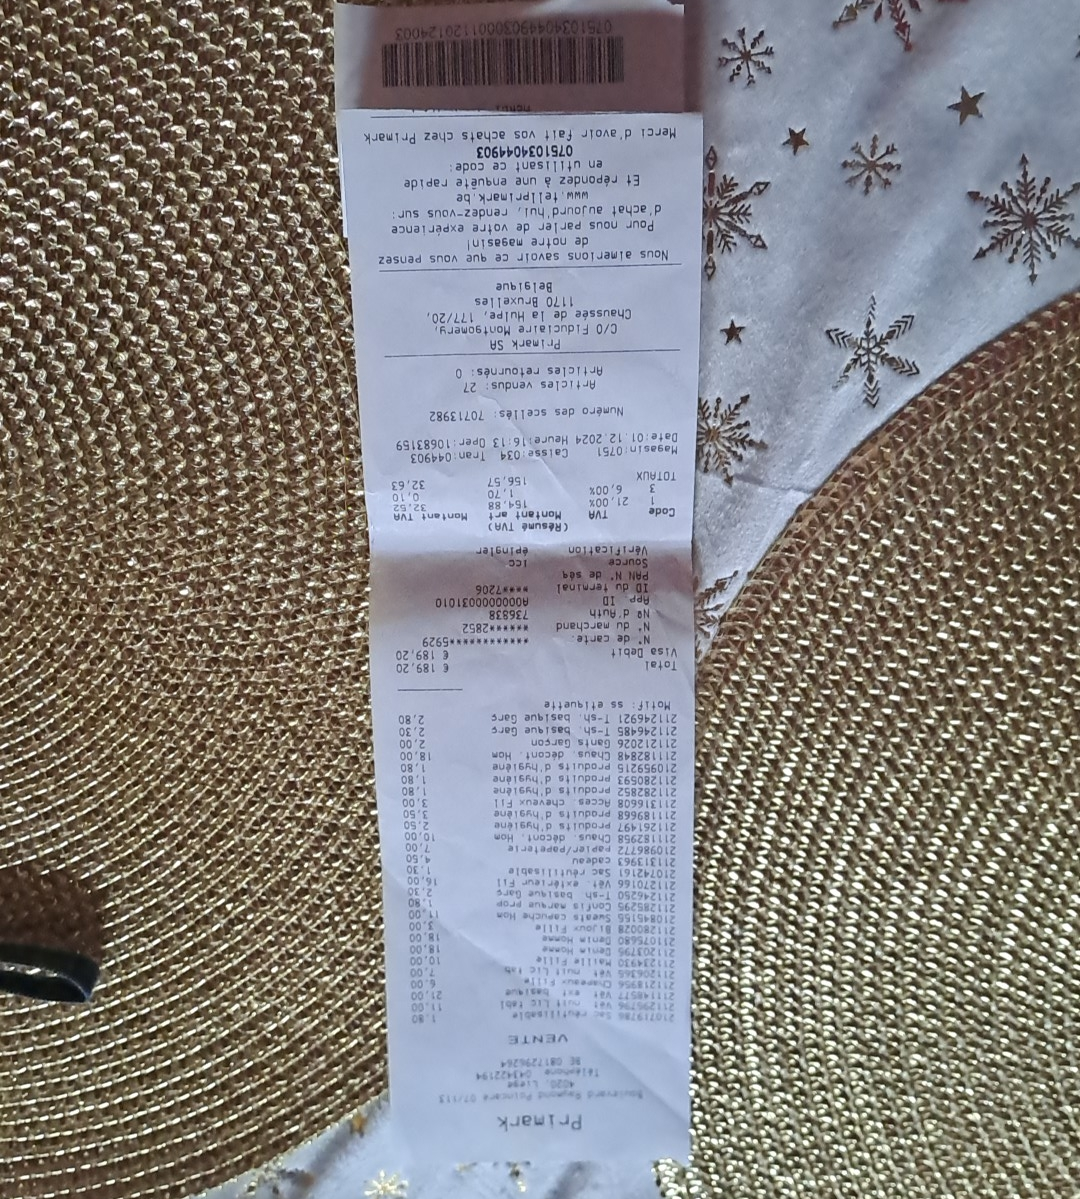 Primark
Boulevard Raymond Poincaré 07/113
4020, Liege
Téléphone 043422194
BE 0817296264
VENTE
210719786 Sac réutilisable 1,80
211295796 Vêt nuit Lic tabl 11,00
211148577 Vêt ext basique 21,00
211218916 Chapeaux Fille 6,00
211206365 Vêt nuit Lic tab 7,00
211234930 Maille Fille 10,00
211203795 Denim Homme 18,00
211075680 Denim Homme 18,00
211280028 Bijoux Fille 3,00
210845155 Sweats capuche Hom 11,00
211285295 Confis marque prop 1,80
211246250 T-sh. basique Garç 2,30
211270166 Vêt. extérieur Fil 16,00
210742161 Sac réutilisable 1,30
211313963 cadeau 4,50
210986772 papier/papeterie 7,00
211182958 Chaus. décont. Hom 10,00
211261497 produits d'hygiène 2,50
211189668 produits d'hygiène 3,50
211316608 Acces. cheveux Fil 3,00
211282852 produits d'hygiène 1,80
211280593 produits d'hygiène 1,80
210959215 produits d'hygiène 1,80
211182848 Chaus. décont. Hom 18,00
211212026 Gants Garçon 2,00
211246485 T-sh. basique Garç 2,30
211246921 T-sh. basique Garç 2,80
Motif: ss etiquette
Total € 189,20
Visa Debit € 189,20
N° de carte: ************5929
N° du marchand ******2852
Nº d'Auth 736838
App ID A0000000031010
ID du terminal ****7206
PAN N° de séq
Source icc
Vérification épingler
(Résumé TVA)
Code TVA Montant art Montant TVA
1 21,00% 154,88 32,52
3 6,00% 1,70 0,10
TOTAUX 156,57 32,63
Magasin:0751 Caisse:034 Tran:044903
Date:01.12.2024 Heure:16:13 Oper:10683159
Numéro des scellés: 70713982
Articles vendus: 27
Articles retournés: 0
Primark SA
C/O Fiduciaire Montgomery,
Chaussée de la Hulpe, 177/20,
1170 Bruxelles
Belgique
Nous aimerions savoir ce que vous pensez
de notre magasin!
Pour nous parler de votre expérience
d'achat aujourd'hui, rendez-vous sur:
www.tellprimark.be
Et répondez à une enquête rapide
en utilisant ce code:
0751034044903
Merci d'avoir fait vos achats chez Primark
07510340449030001120124003